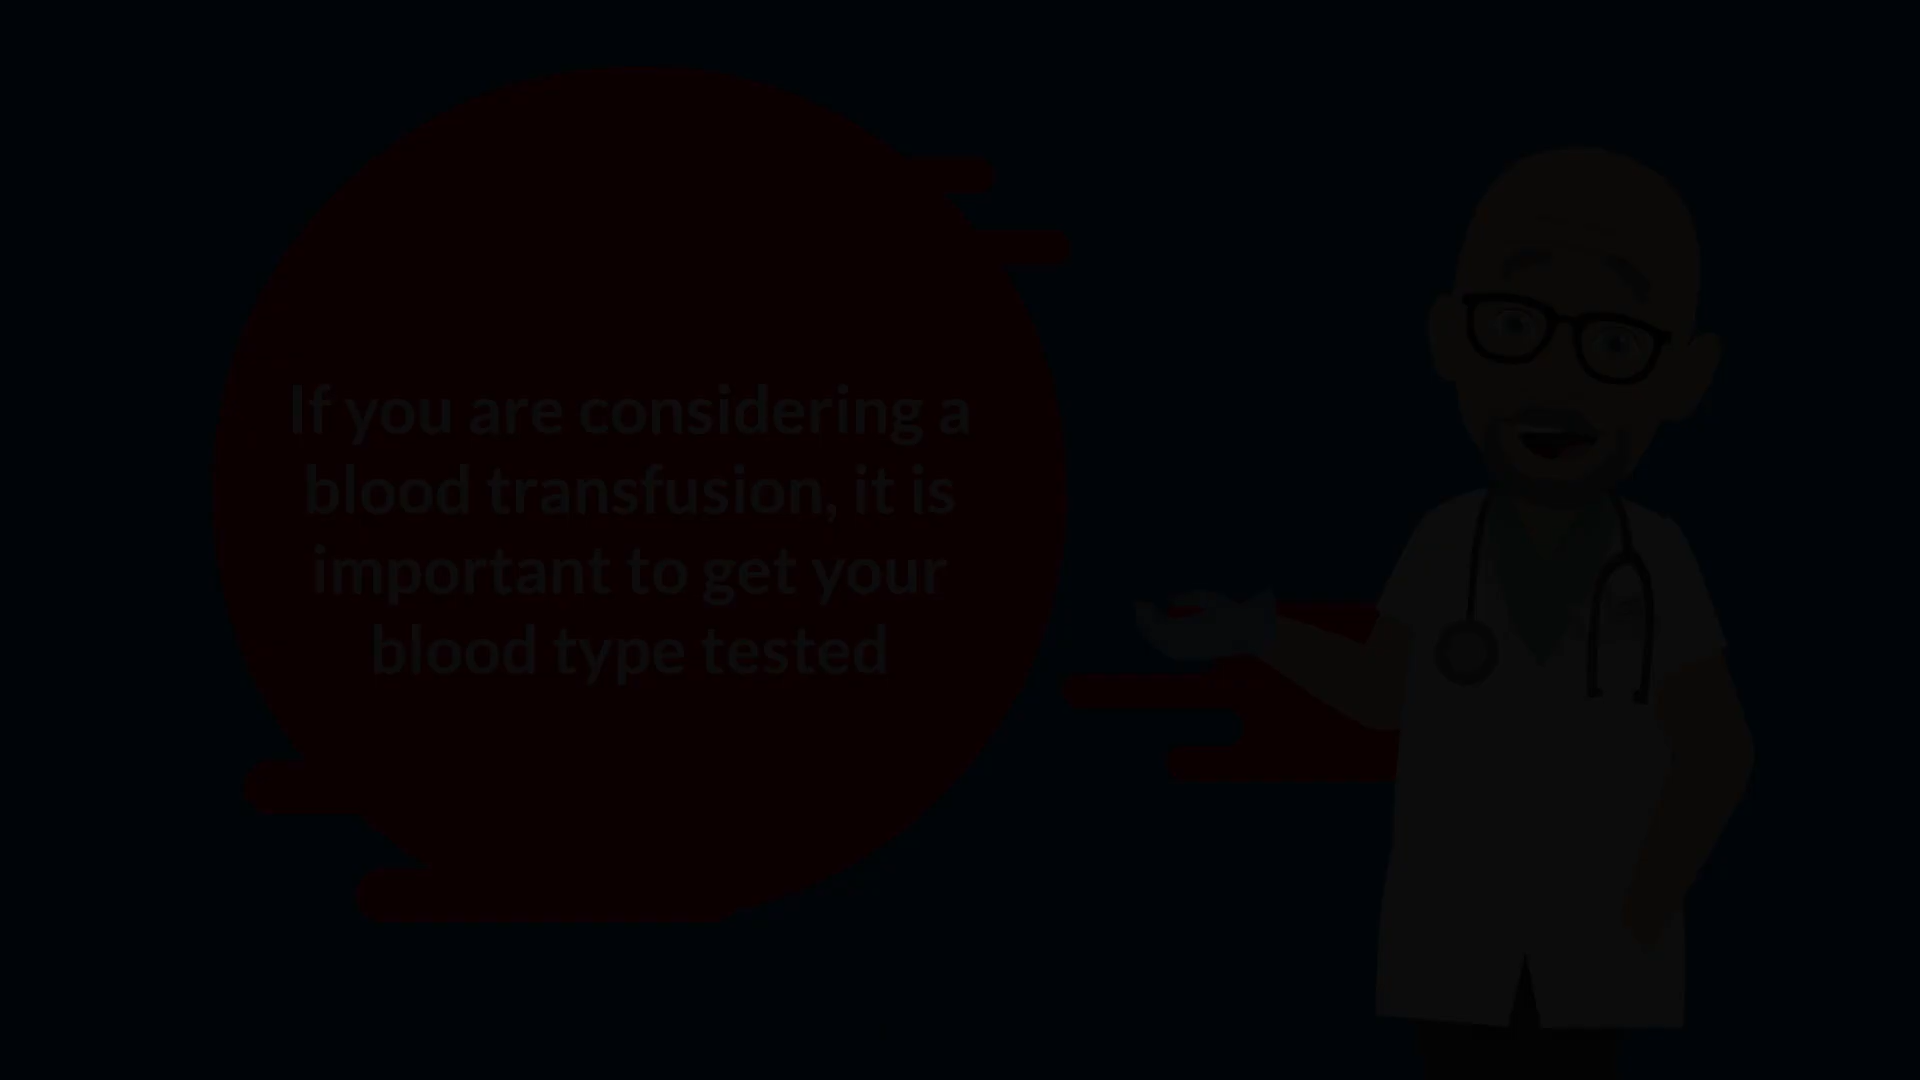 If you are considering a
blood transfusion, it is
important to get your
blood type tested